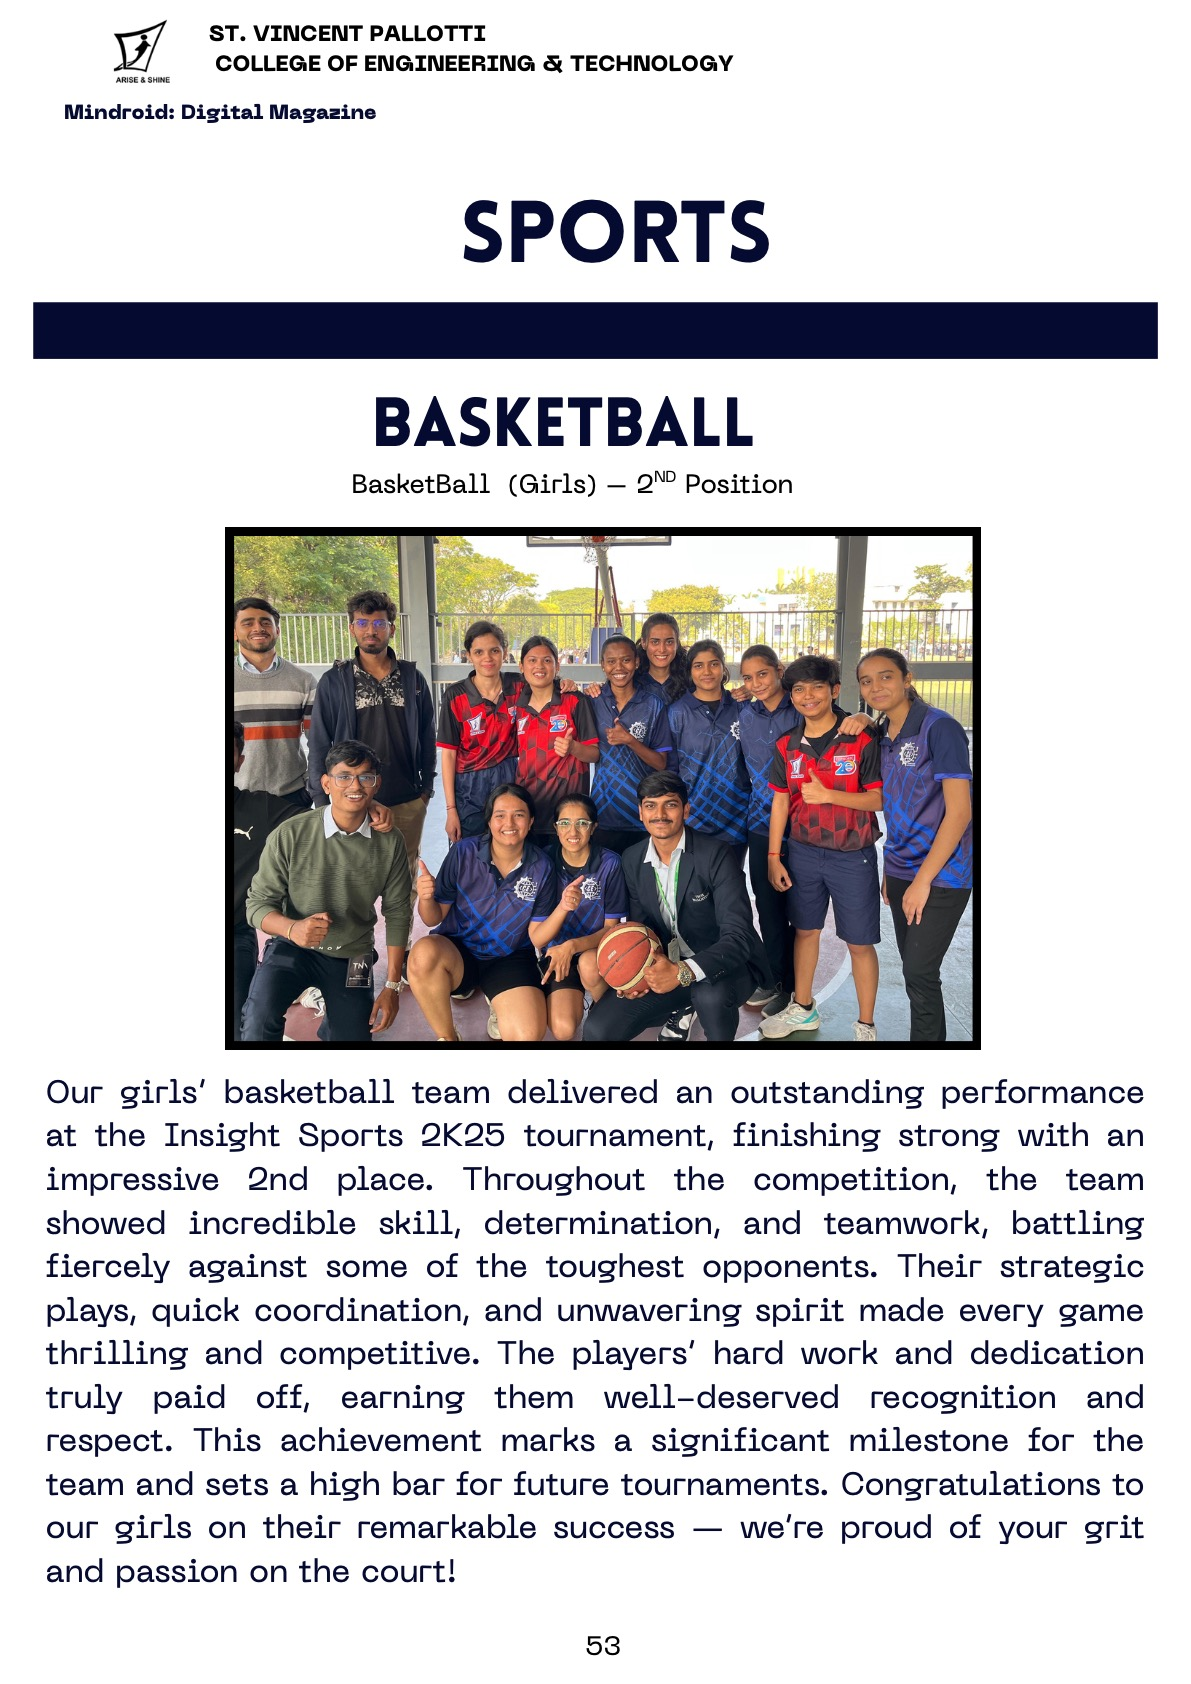 ST. VINCENT PALLOTTI
COLLEGE OF ENGINEERING & TECHNOLOGY
ARISE & SHINE
Mindroid: Digital Magazine
SPORTS
BASKETBALL
BasketBall (Girls) – 2ND Position
TN
Our girls’ basketball team delivered an outstanding performance
at the Insight Sports 2K25 tournament, finishing strong with an
impressive 2nd place. Throughout the competition, the team
showed incredible skill, determination, and teamwork, battling
fiercely against some of the toughest opponents. Their strategic
plays, quick coordination, and unwavering spirit made every game
thrilling and competitive. The players’ hard work and dedication
truly paid off, earning them well-deserved recognition and
respect. This achievement marks a significant milestone for the
team and sets a high bar for future tournaments. Congratulations to
our girls on their remarkable success — we’re proud of your grit
and passion on the court!
53